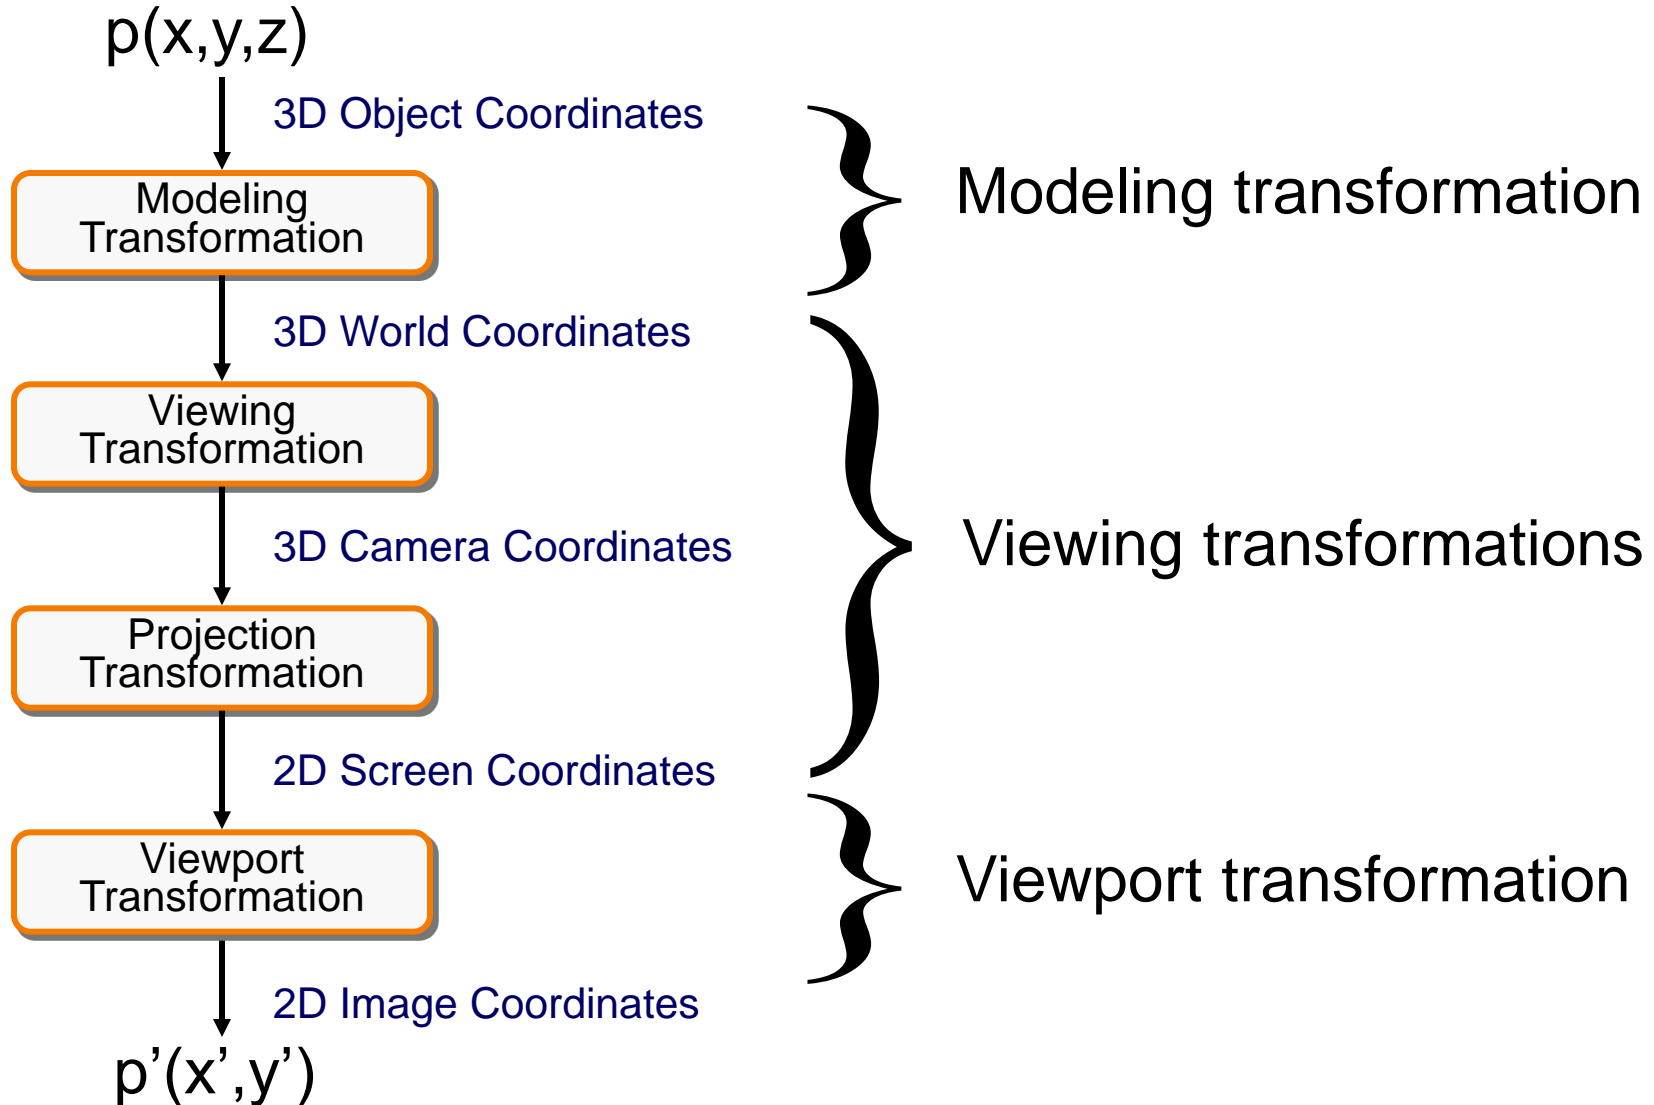 p(x,y,z)
3D Object Coordinates
Modeling
Transformation
Modeling transformation
3D World Coordinates
Viewing
Transformation
3D Camera Coordinates
Viewing transformations
Projection
Transformation
2D Screen Coordinates
Viewport
Transformation
Viewport transformation
2D Image Coordinates
p’(x’,y’)